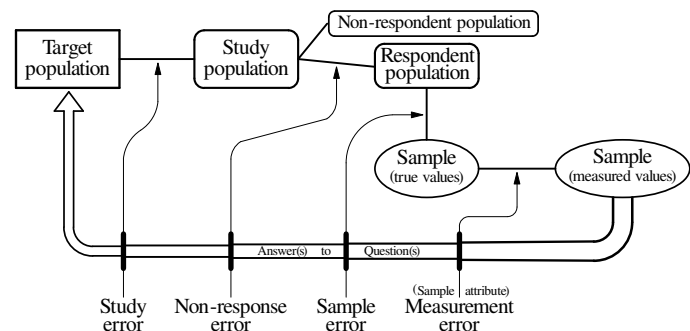 Non-respondent population
Target
population
Study
population
Respondent
population
Sample
(true values)
Sample
(measured values)
Answer(s) to Question(s)
Study
error
Non-response
error
Sample
error
(Sample attribute)
Measurement
error